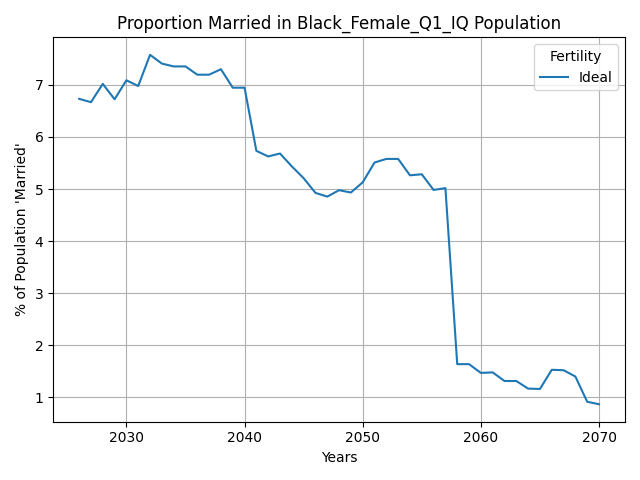 Proportion Married in Black_Female_Q1_IQ Population
% of Population 'Married'
7
6
5
4
3
2
1
Fertility
Ideal
2030 2040 2050 2060 2070
Years